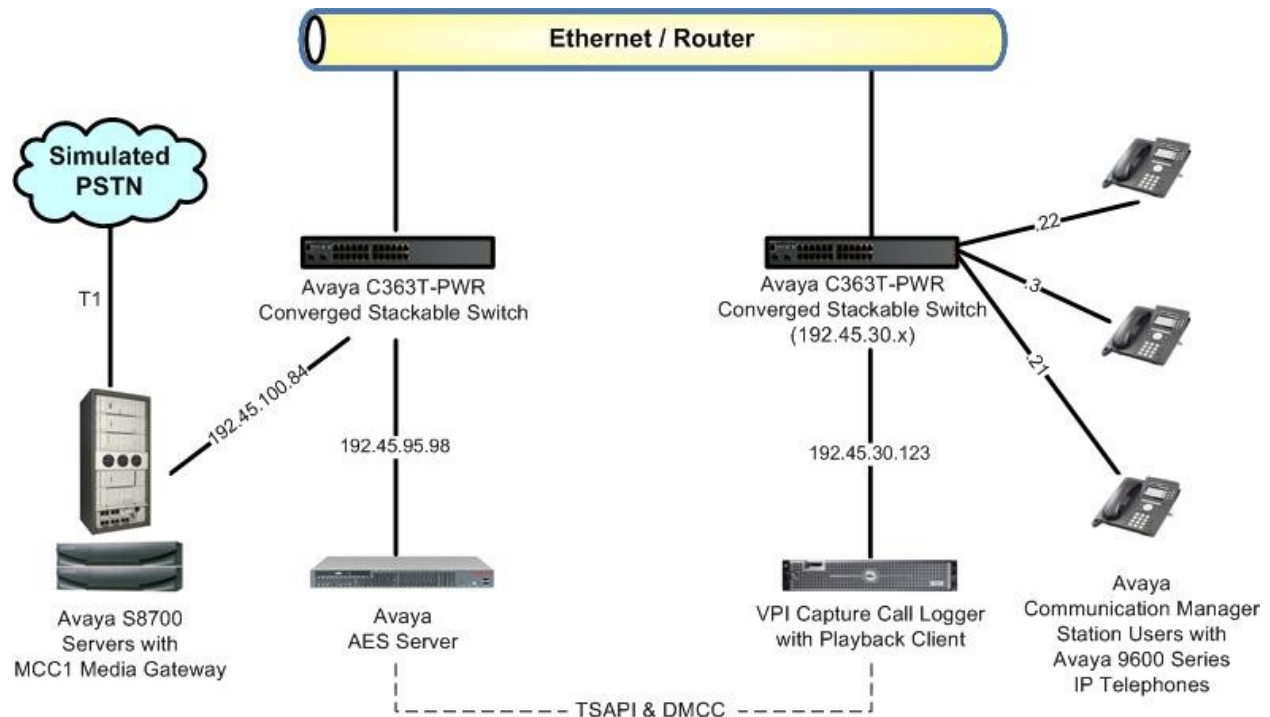 Ethernet / Router
Simulated
PSTN
T1
Avaya C363T-PWR
Converged Stackable Switch
Avaya C363T-PWR
Converged Stackable Switch
(192.45.30.x)
.22
.3
.21
192.45.100.84
192.45.95.98
192.45.30.123
Avaya S8700
Servers with
MCC1 Media Gateway
Avaya
AES Server
VPI Capture Call Logger
with Playback Client
Avaya
Communication Manager
Station Users with
Avaya 9600 Series
IP Telephones
TSAPI & DMCC